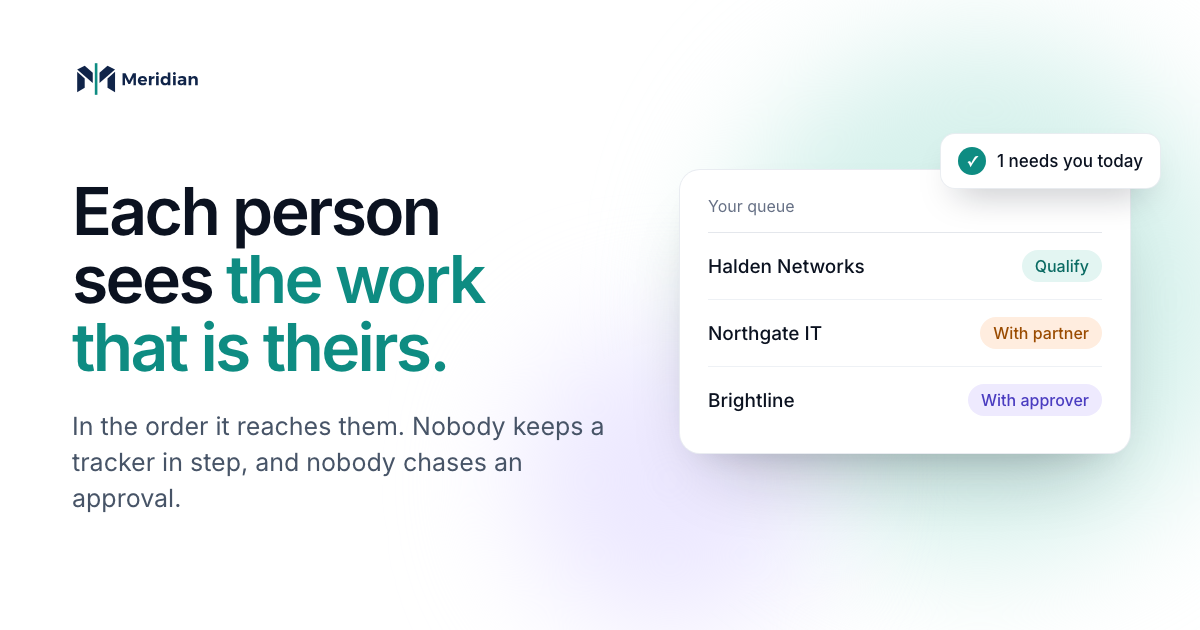 Meridian
Each person
sees the work
that is theirs.
In the order it reaches them. Nobody keeps a
tracker in step, and nobody chases an
approval.
1 needs you today
Your queue
Halden Networks
Qualify
Northgate IT
With partner
Brightline
With approver